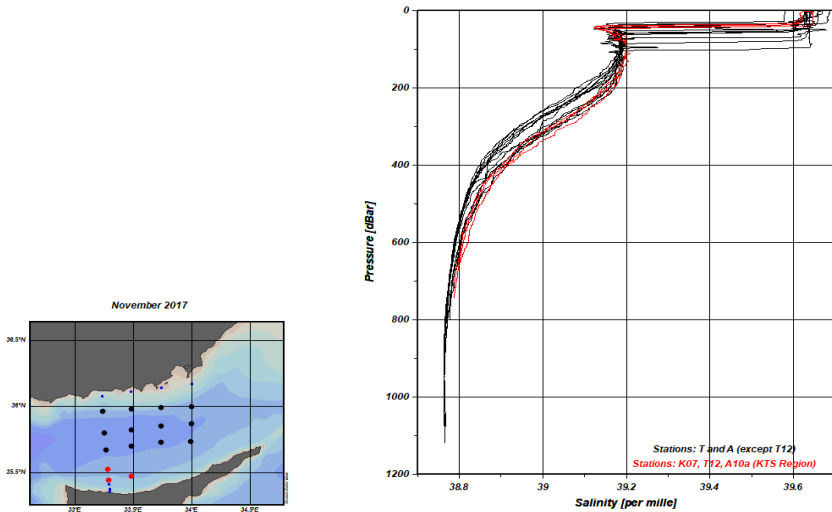 0
200
400
600
800
1000
1200
Pressure [dBar]
38.8
39
39.2
39.4
39.6
Salinity [per mille]
Stations: T and A (except T12)
Stations: K07, T12, A10a (KTS Region)
November 2017
36.5°N
36°N
35.5°N
33°E
33.5°E
34°E
34.5°E